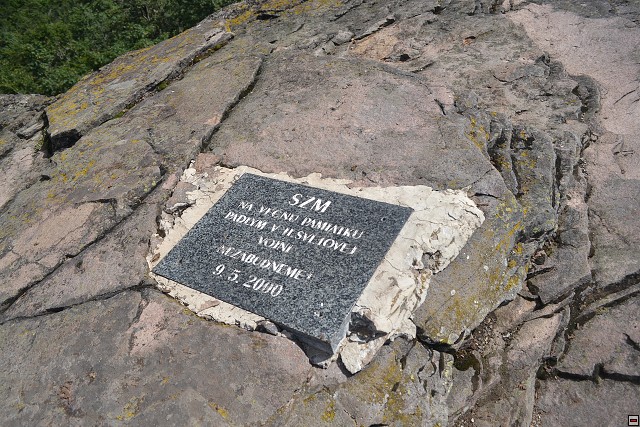 SZM
NA VEČNÚ PAMIATKU
PADLÝM V II.SVETOVEJ
VOJNE
NEZABUDNEME!
9.5.2000